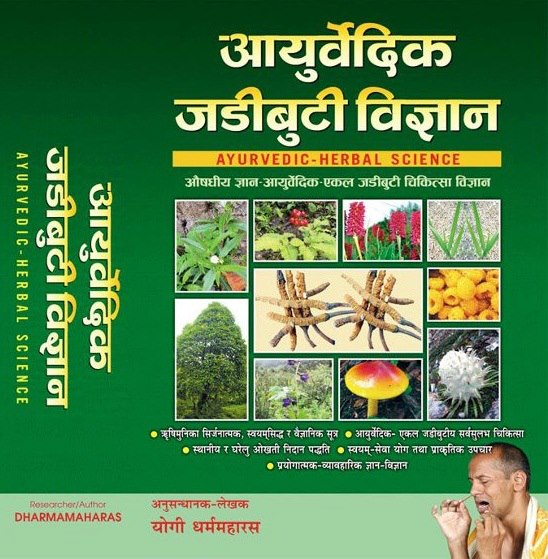 आयुर्वेदिक
जडीबुटी विज्ञान
AYURVEDIC-HERBAL SCIENCE
औषधीय ज्ञान-आयुर्वेदिक-एकल जडीबुटी चिकित्सा विज्ञान
• ऋषिमुनिका सिर्जनात्मक, स्वयम्‌सिद्ध र वैज्ञानिक सूत्र • आयुर्वेदिक- एकल जडीबुटीय सर्वसुलभ चिकित्सा
• स्थानीय र घरेलु ओखती निदान पद्धति • स्वयम्-सेवा योग तथा प्राकृतिक उपचार
• प्रयोगात्मक-व्यावहारिक ज्ञान-विज्ञान
अनुसन्धानक-लेखक
योगी धर्ममहारस
आयुर्वेदिक
जडीबुटी विज्ञान
AYURVEDIC-HERBAL SCIENCE
Researcher/Author
DHARMAMAHARAS